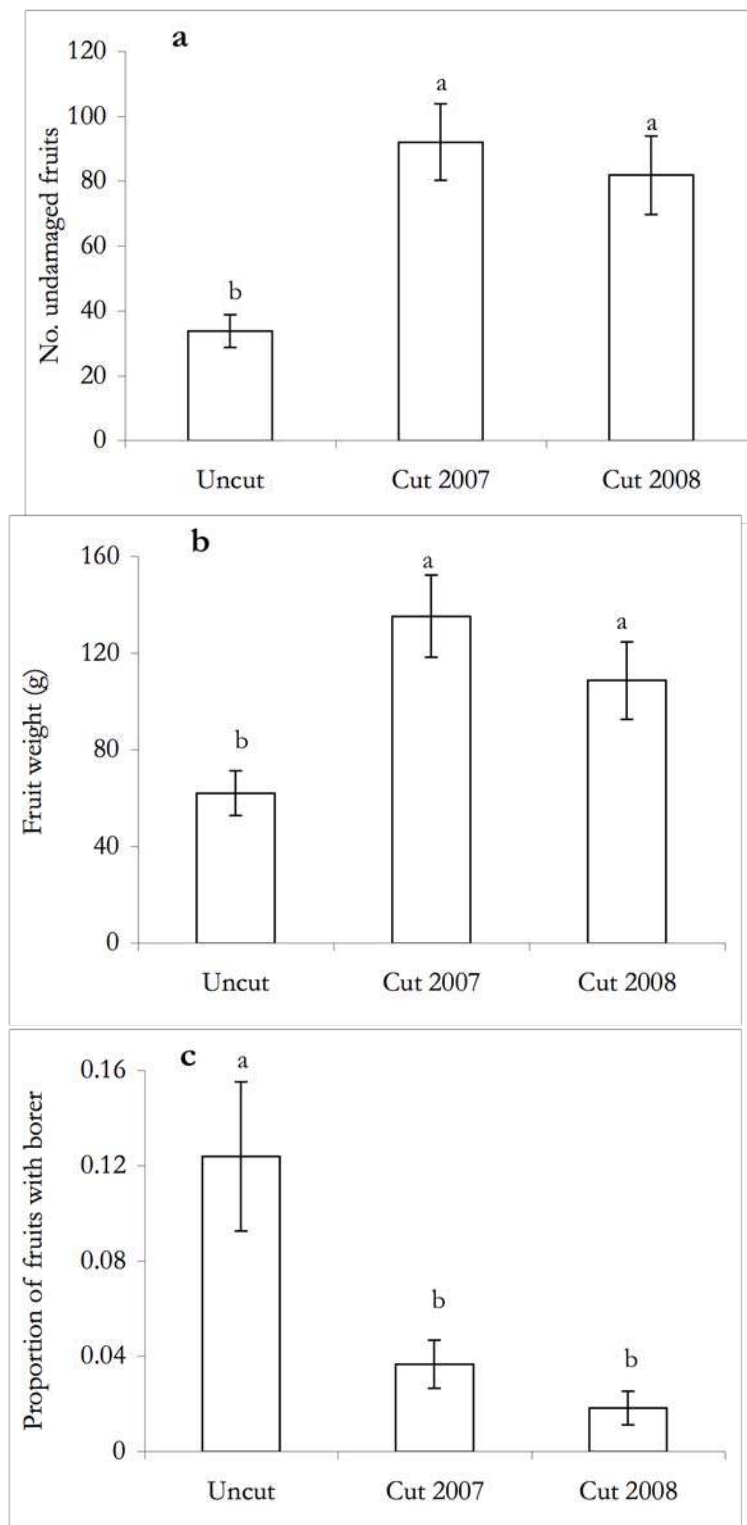 a
No. undamaged fruits
120
100
80
60
40
20
0
b
a
a
Uncut Cut 2007 Cut 2008
b
Fruit weight (g)
160
120
80
40
0
b
a
a
Uncut Cut 2007 Cut 2008
c
Proportion of fruits with borer
0.16
0.12
0.08
0.04
0
a
b
b
Uncut Cut 2007 Cut 2008